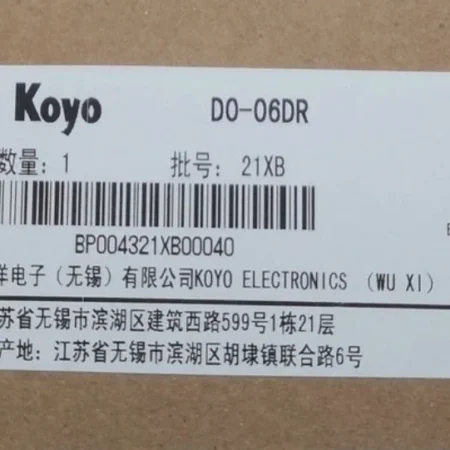 Koyo D0-06DR
数量: 1 批号: 21XB
BP004321XB00040
洋电子（无锡）有限公司KOYO ELECTRONICS （WU XI）
苏省无锡市滨湖区建筑西路599号1栋21层
产地: 江苏省无锡市滨湖区胡埭镇联合路6号